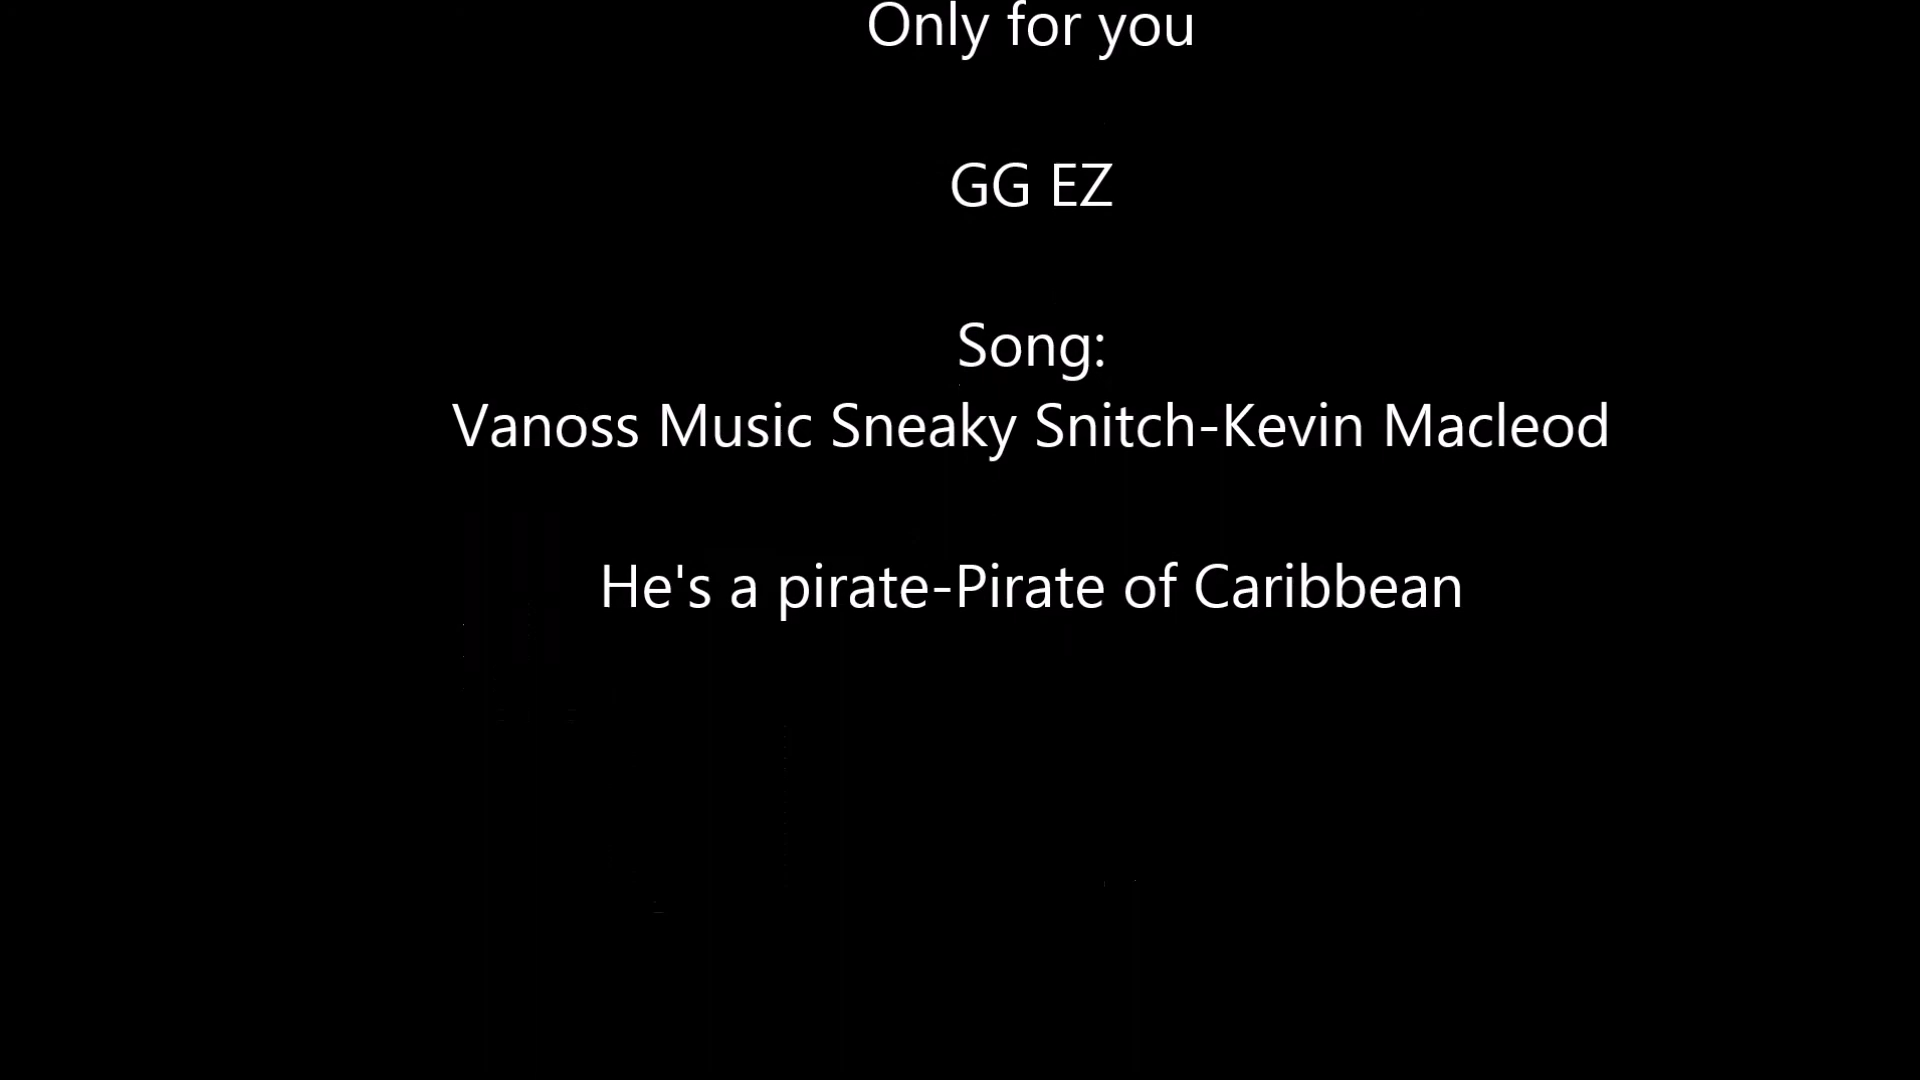 Only for you
GG EZ
Song:
Vanoss Music Sneaky Snitch-Kevin Macleod
He's a pirate-Pirate of Caribbean